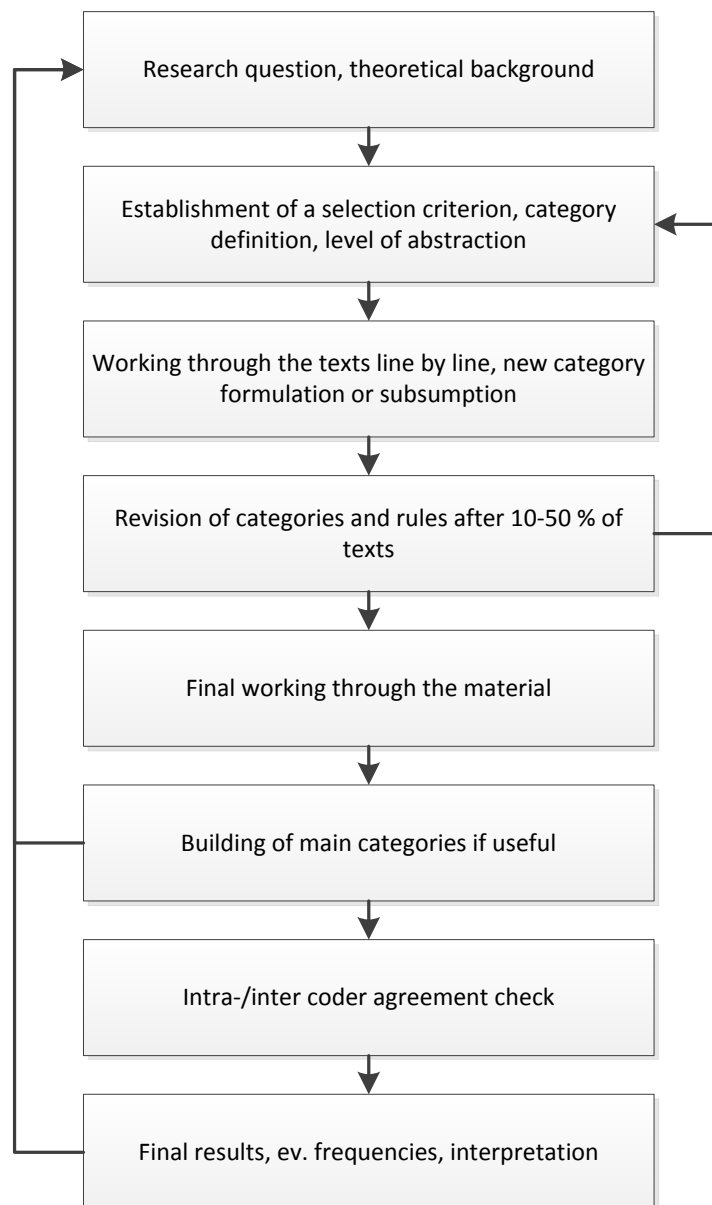 Research question, theoretical background
Establishment of a selection criterion, category
definition, level of abstraction
Working through the texts line by line, new category
formulation or subsumption
Revision of categories and rules after 10-50 % of
texts
Final working through the material
Building of main categories if useful
Intra-/inter coder agreement check
Final results, ev. frequencies, interpretation